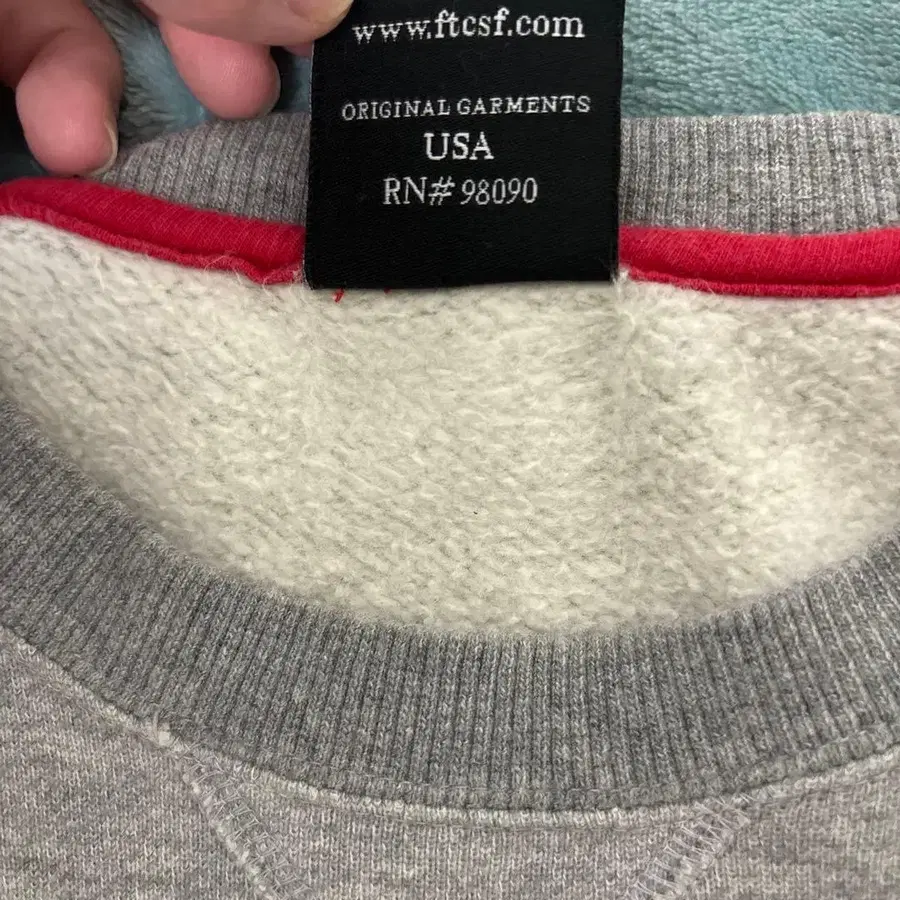 www.ftcsf.com
ORIGINAL GARMENTS
USA
RN# 98090